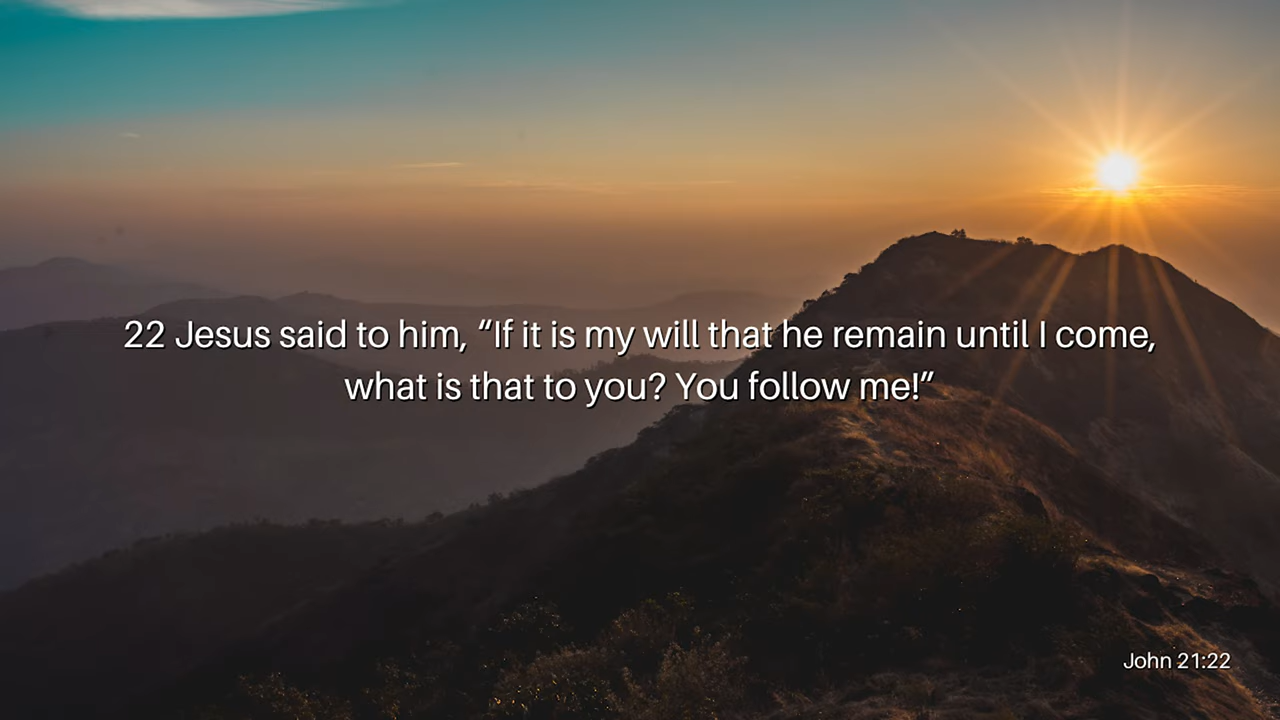 22 Jesus said to him, “If it is my will that he remain until I come,
what is that to you? You follow me!”
John 21:22